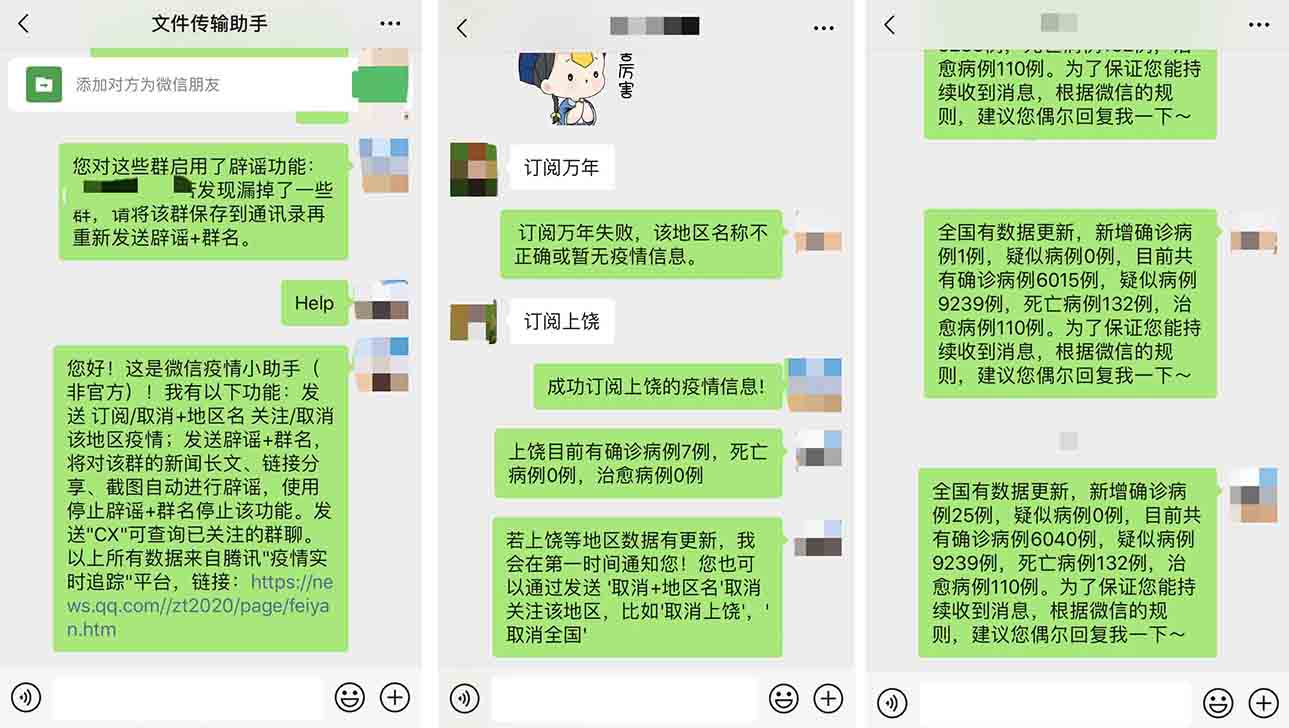 文件传输助手
添加对方为微信朋友
您对这些群启用了辟谣功能：
发现漏掉了一些
群，请将该群保存到通讯录再
重新发送辟谣+群名。
Help
您好！这是微信疫情小助手（
非官方）！我有以下功能：发
送 订阅/取消+地区名 关注/取消
该地区疫情；发送辟谣+群名，
将对该群的新闻长文、链接分
享、截图自动进行辟谣，使用
停止辟谣+群名停止该功能。发
送"CX"可查询已关注的群聊。
以上所有数据来自腾讯"疫情实
时追踪"平台，链接：https://ne
ws.qq.com//zt2020/page/feiya
n.htm
厉害
订阅万年
订阅万年失败，该地区名称不
正确或暂无疫情信息。
订阅上饶
成功订阅上饶的疫情信息!
上饶目前有确诊病例7例，死亡
病例0例，治愈病例0例
若上饶等地区数据有更新，我
会在第一时间通知您！您也可
以通过发送 '取消+地区名'取消
关注该地区，比如'取消上饶'，'
取消全国'
9239例，死亡病例132例，治
愈病例110例。为了保证您能持
续收到消息，根据微信的规
则，建议您偶尔回复我一下～
全国有数据更新，新增确诊病
例1例，疑似病例0例，目前共
有确诊病例6015例，疑似病例
9239例，死亡病例132例，治
愈病例110例。为了保证您能持
续收到消息，根据微信的规
则，建议您偶尔回复我一下～
全国有数据更新，新增确诊病
例25例，疑似病例0例，目前共
有确诊病例6040例，疑似病例
9239例，死亡病例132例，治
愈病例110例。为了保证您能持
续收到消息，根据微信的规
则，建议您偶尔回复我一下～